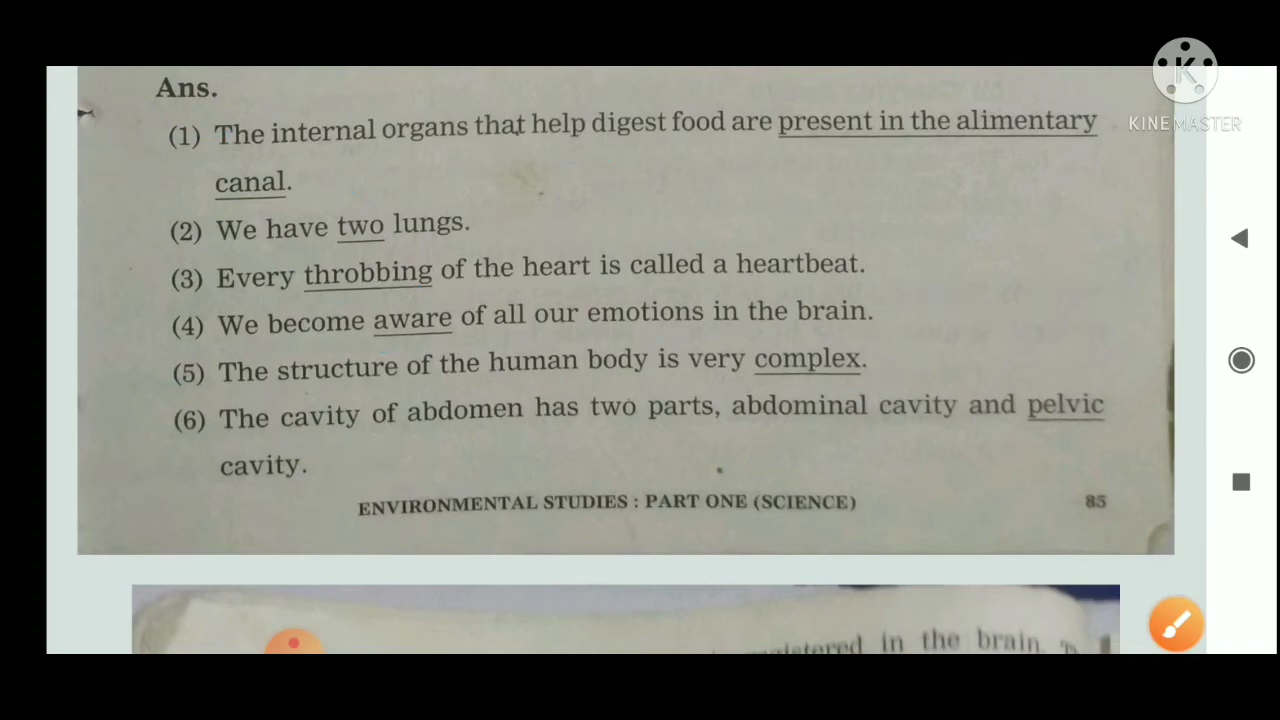 Ans.
(1) The internal organs that help digest food are present in the alimentary
canal.
(2) We have two lungs.
(3) Every throbbing of the heart is called a heartbeat.
(4) We become aware of all our emotions in the brain.
(5) The structure of the human body is very complex.
(6) The cavity of abdomen has two parts, abdominal cavity and pelvic
cavity.
ENVIRONMENTAL STUDIES : PART ONE (SCIENCE) 85
in the brain
K
KINEMASTER